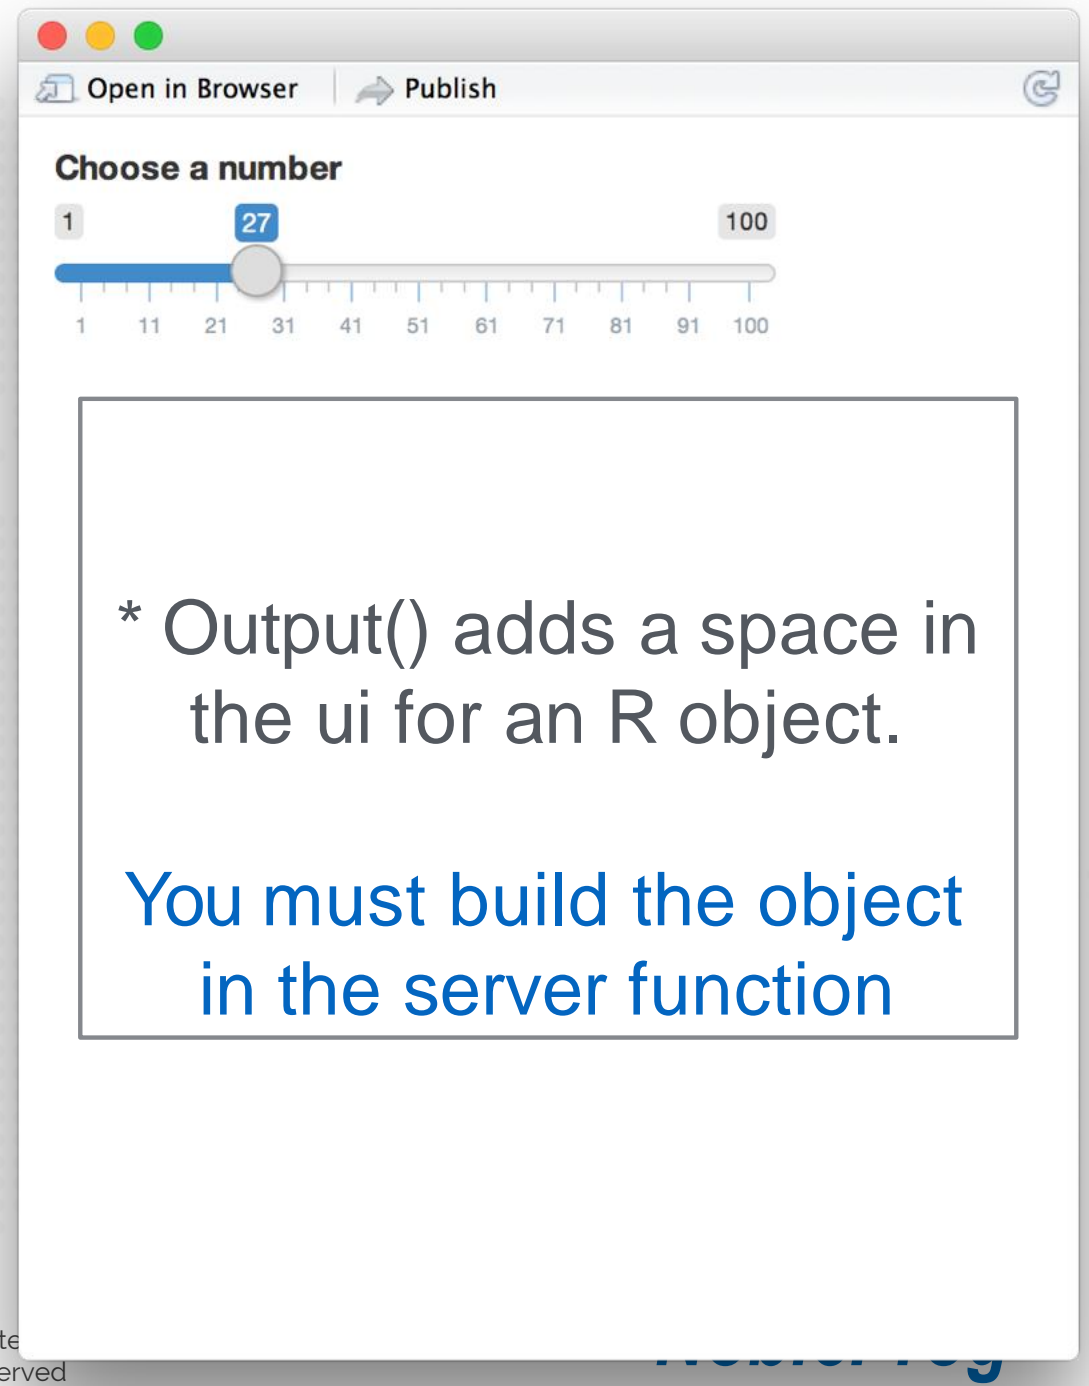 Open in Browser Publish
Choose a number
1 27 100
1 11 21 31 41 51 61 71 81 91 100
* Output() adds a space in
the ui for an R object.
You must build the object
in the server function